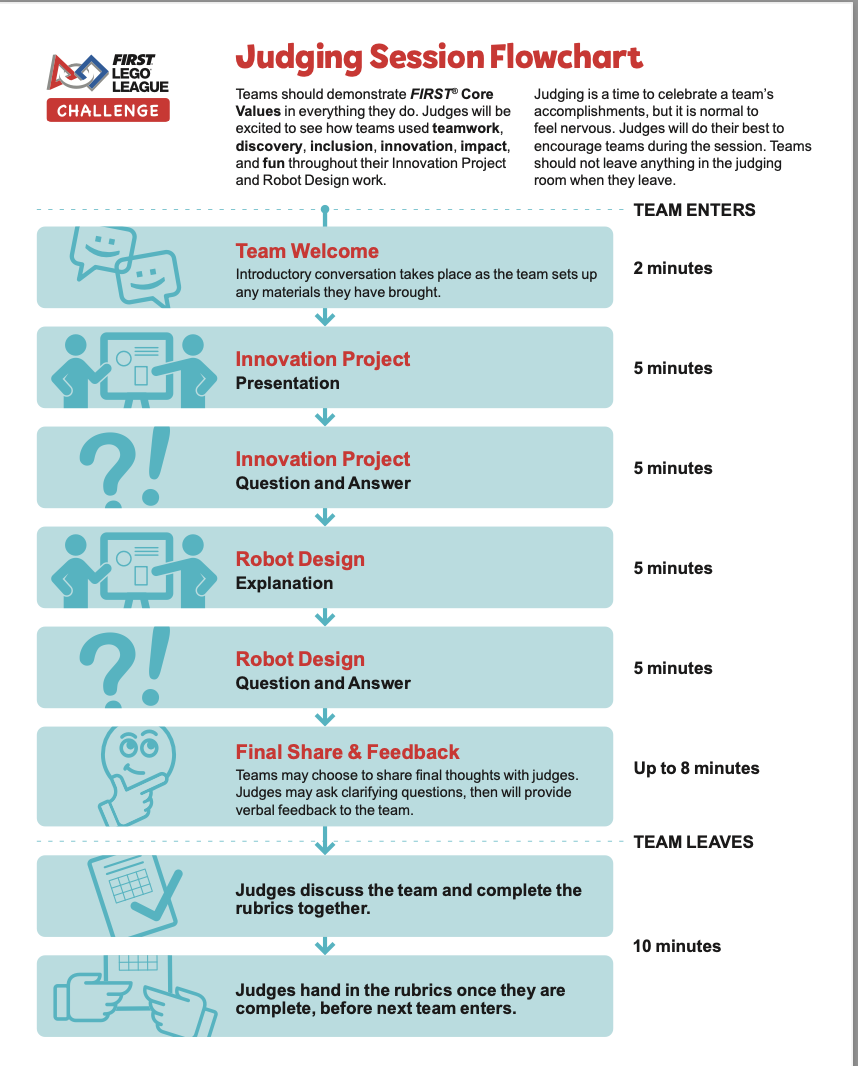 FIRST
LEGO®
LEAGUE
CHALLENGE
Judging Session Flowchart
Teams should demonstrate FIRST® Core
Values in everything they do. Judges will be
excited to see how teams used teamwork,
discovery, inclusion, innovation, impact,
and fun throughout their Innovation Project
and Robot Design work.
Judging is a time to celebrate a team's
accomplishments, but it is normal to
feel nervous. Judges will do their best to
encourage teams during the session. Teams
should not leave anything in the judging
room when they leave.
TEAM ENTERS
Team Welcome
Introductory conversation takes place as the team sets up
any materials they have brought.
2 minutes
Innovation Project
Presentation
5 minutes
Innovation Project
Question and Answer
5 minutes
Robot Design
Explanation
5 minutes
Robot Design
Question and Answer
5 minutes
Final Share & Feedback
Teams may choose to share final thoughts with judges.
Judges may ask clarifying questions, then will provide
verbal feedback to the team.
Up to 8 minutes
TEAM LEAVES
Judges discuss the team and complete the
rubrics together.
10 minutes
Judges hand in the rubrics once they are
complete, before next team enters.